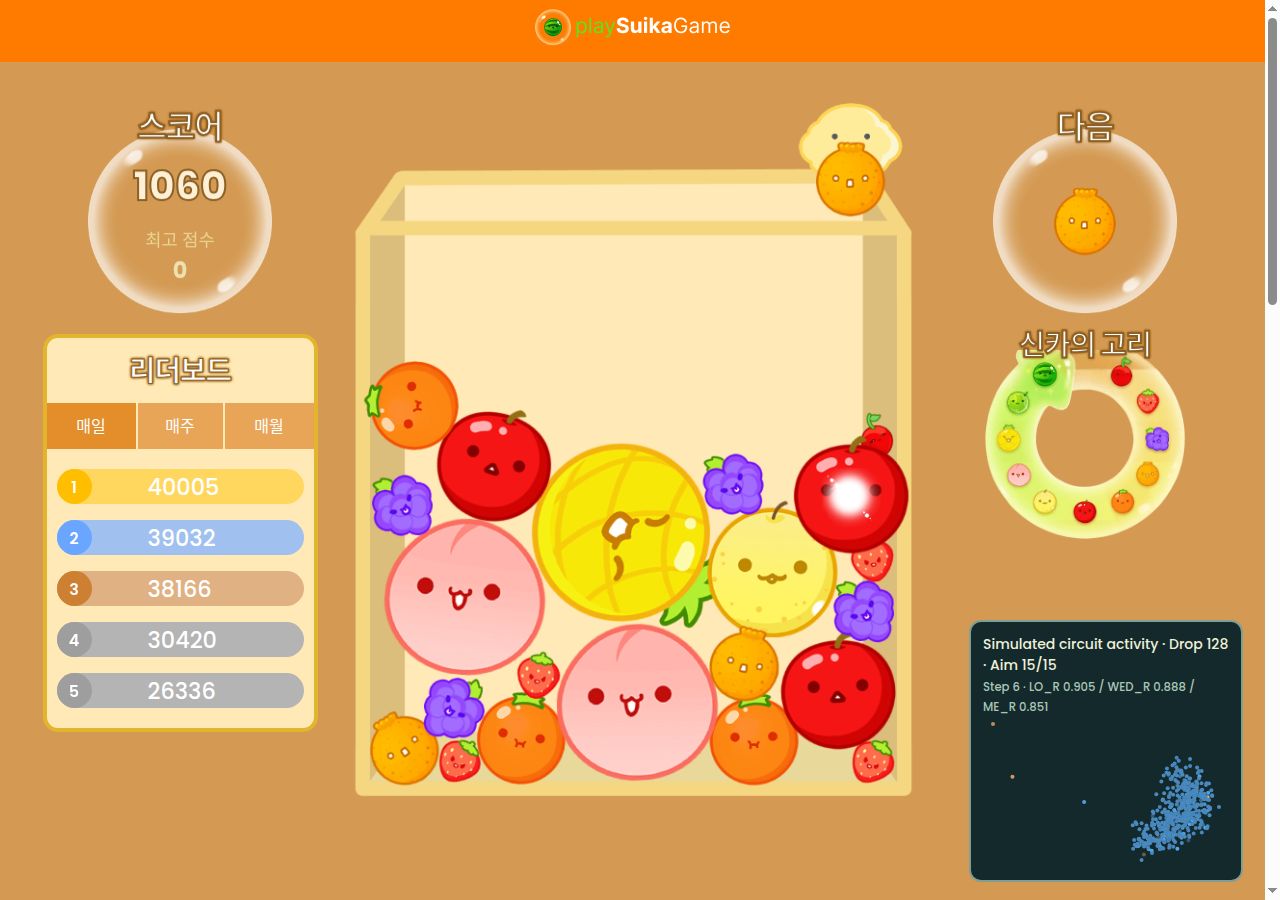 playSuikaGame
스코어
1060
최고 점수
0
다음
신카의 고리
리더보드
매일 매주 매월
1 40005
2 39032
3 38166
4 30420
5 26336
Simulated circuit activity · Drop 128
· Aim 15/15
Step 6 · LO_R 0.905 / WED_R 0.888 /
ME_R 0.851